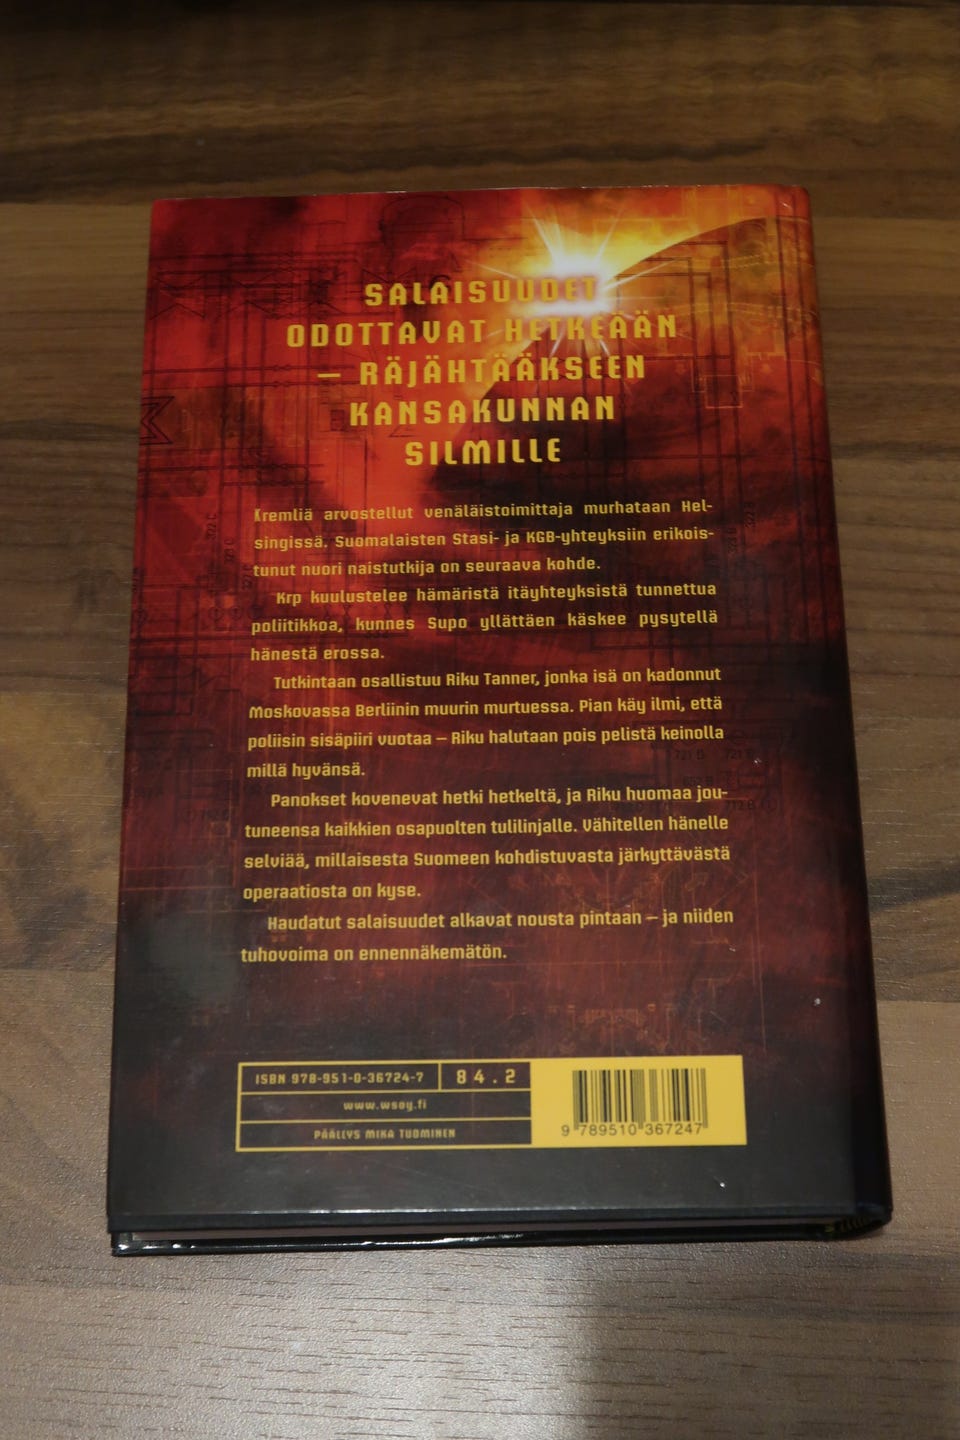 SALAISUUDET
ODOTTAVAT HETKEÄÄN
– RÄJÄHTÄÄKSEEN
KANSAKUNNAN
SILMILLE
Kremliä arvostellut venäläistoimittaja murhataan Hel-
singissä. Suomalaisten Stasi- ja KGB-yhteyksiin erikois-
tunut nuori naistutkija on seuraava kohde.
Krp kuulustelee hämäristä itäyhteyksistä tunnettua
poliitikkoa, kunnes Supo yllättäen käskee pysytellä
hänestä erossa.
Tutkintaan osallistuu Riku Tanner, jonka isä on kadonnut
Moskovassa Berliinin muurin murtuessa. Pian käy ilmi, että
poliisin sisäpiiri vuotaa – Riku halutaan pois pelistä keinolla
millä hyvänsä.
Panokset kovenevat hetki hetkeltä, ja Riku huomaa jou-
tuneensa kaikkien osapuolten tulilinjalle. Vähitellen hänelle
selviää, millaisesta Suomeen kohdistuvasta järkyttävästä
operaatiosta on kyse.
Haudatut salaisuudet alkavat nousta pintaan – ja niiden
tuhovoima on ennennäkemätön.
ISBN 978-951-0-36724-7 84.2
www.wsoy.fi
PÄÄLLYS MIKA TUOMINEN
9 789510 367247